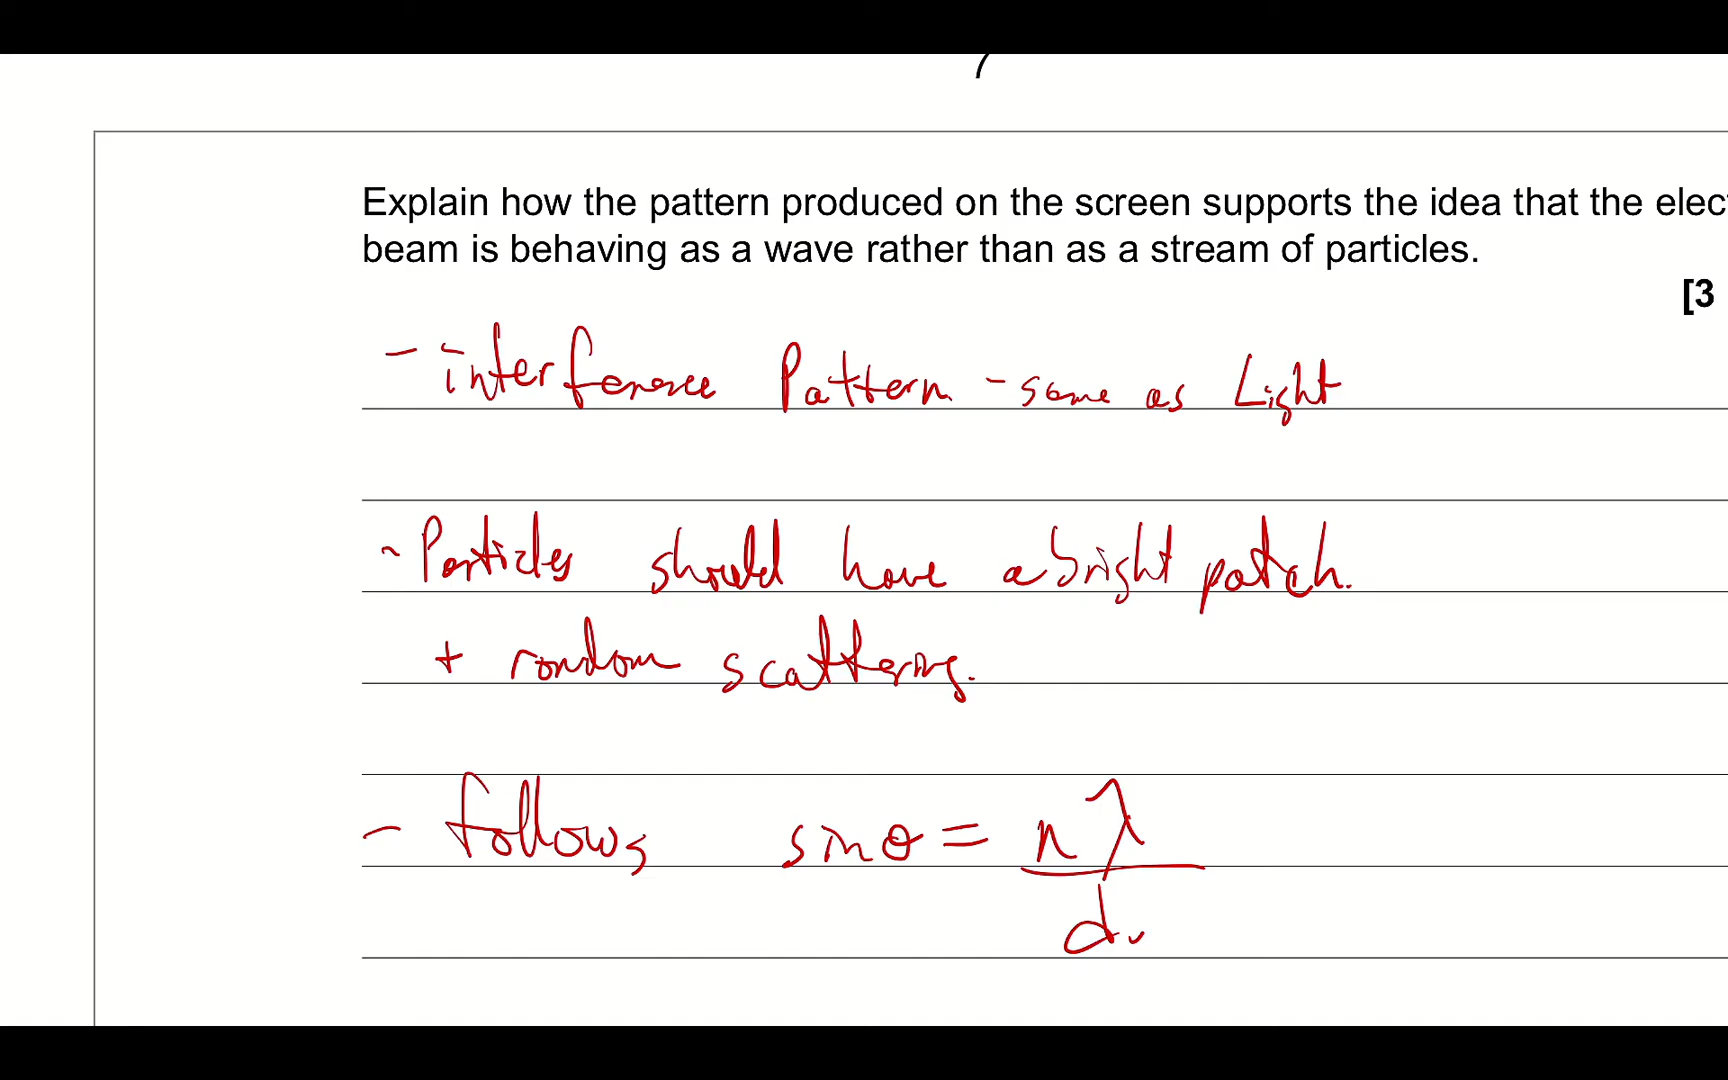 7
Explain how the pattern produced on the screen supports the idea that the elect
beam is behaving as a wave rather than as a stream of particles.
[3
- interference Pattern - same as Light
- Particles should have a bright patch.
+ random scattering.
- follows sinθ = nλ
d.